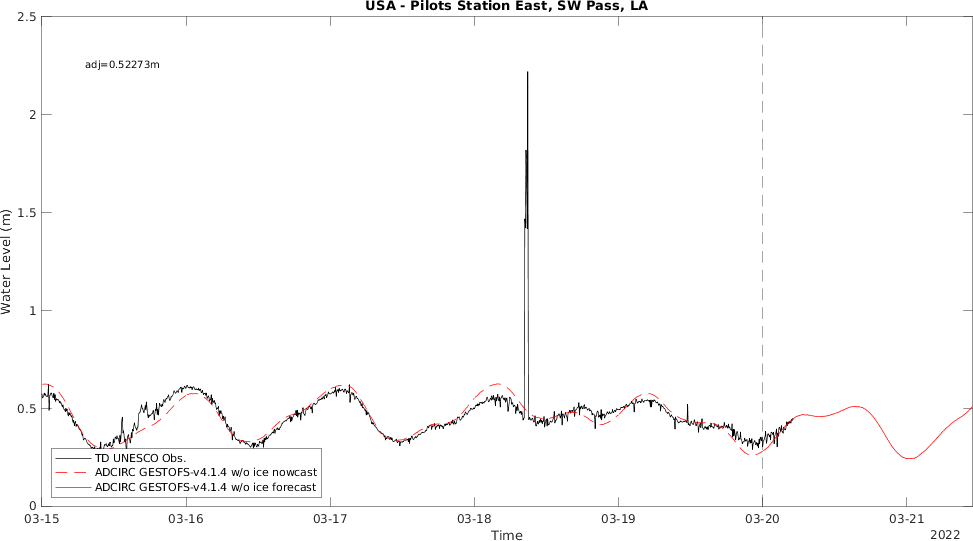 USA - Pilots Station East, SW Pass, LA
2.5
adj=0.52273m
2
1.5
Water Level (m)
1
0.5
TD UNESCO Obs.
ADCIRC GESTOFS-v4.1.4 w/o ice nowcast
ADCIRC GESTOFS-v4.1.4 w/o ice forecast
0
03-15 03-16 03-17 03-18 03-19 03-20 03-21
Time
2022